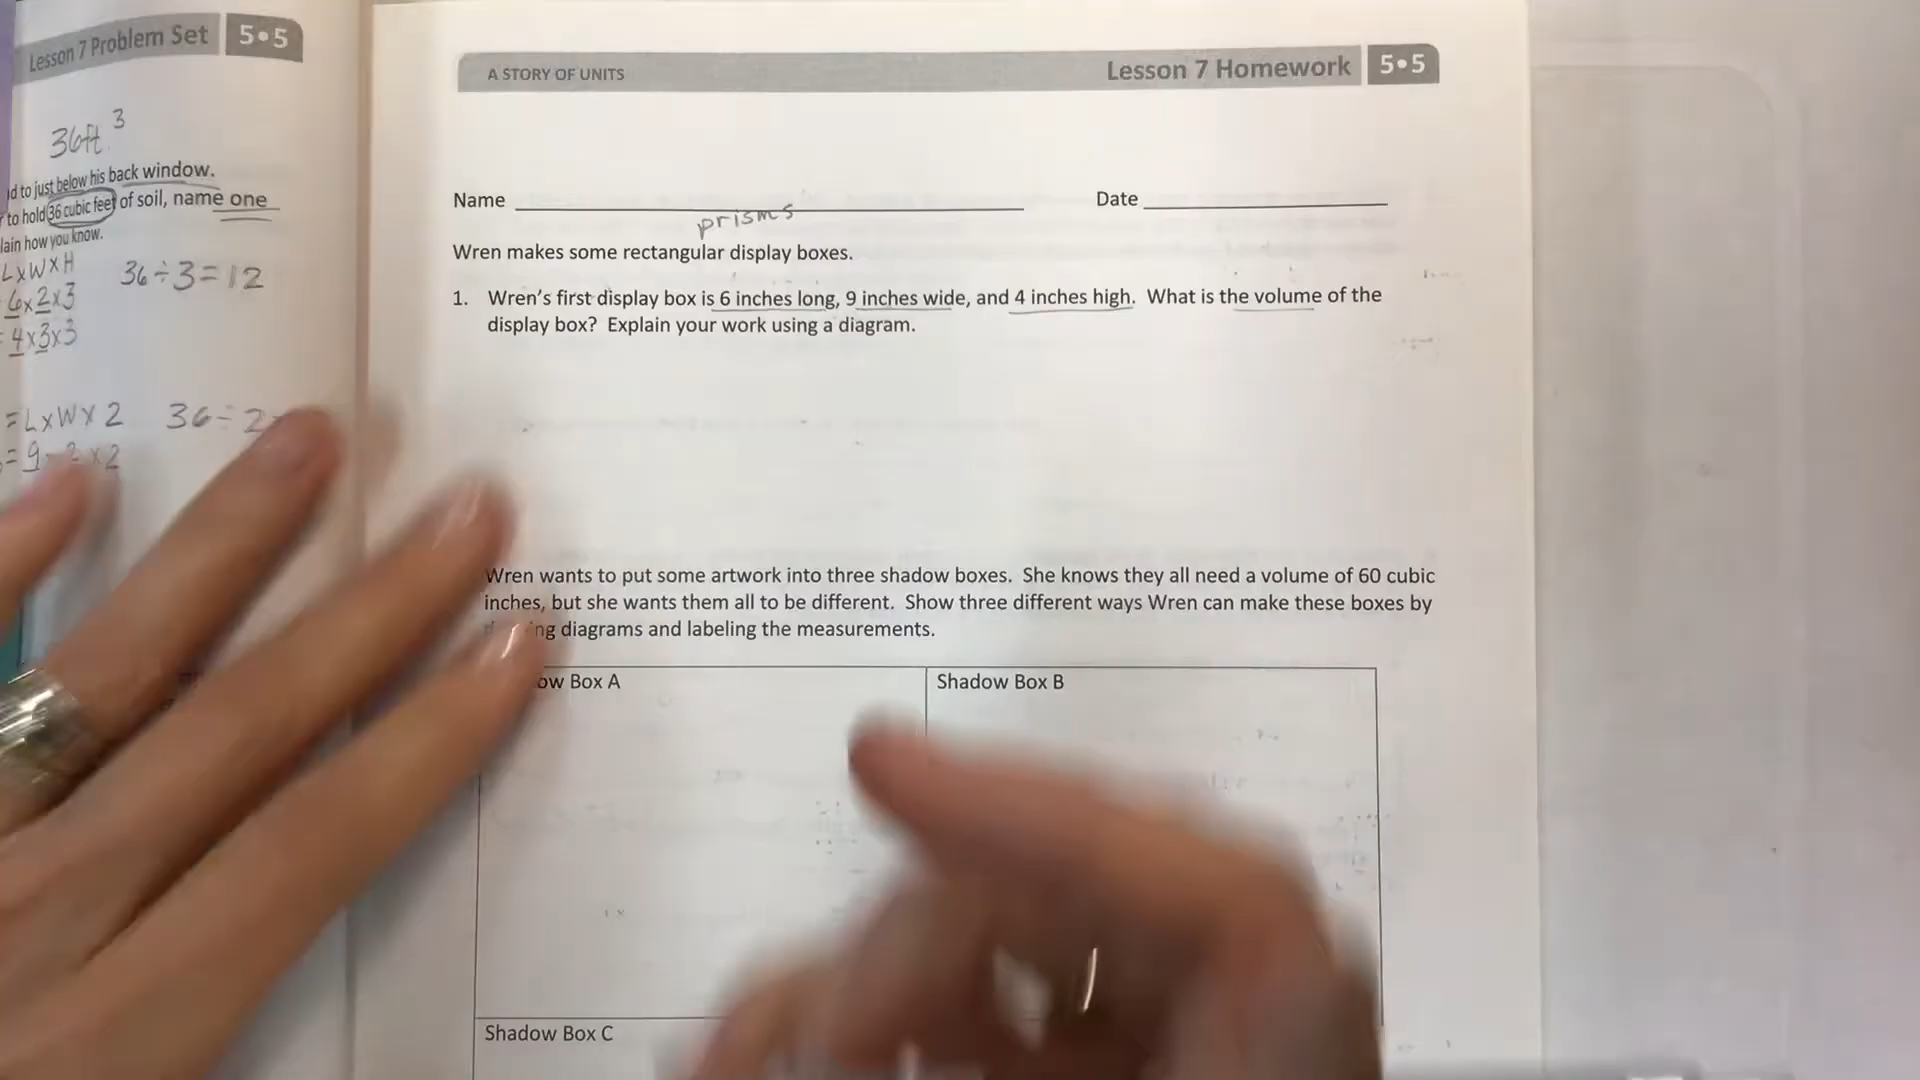 Lesson 7 Problem Set 5•5
36ft³
d to just below his back window.
to hold 36 cubic feet of soil, name one
lain how you know.
LxWxH 36÷3=12
6x2x3
4x3x3
=LxWx2 36÷2
=9 2x2
A STORY OF UNITS Lesson 7 Homework 5•5
Name Date
prisms
Wren makes some rectangular display boxes.
1. Wren's first display box is 6 inches long, 9 inches wide, and 4 inches high. What is the volume of the
display box? Explain your work using a diagram.
Wren wants to put some artwork into three shadow boxes. She knows they all need a volume of 60 cubic
inches, but she wants them all to be different. Show three different ways Wren can make these boxes by
ng diagrams and labeling the measurements.
ow Box A
Shadow Box B
Shadow Box C